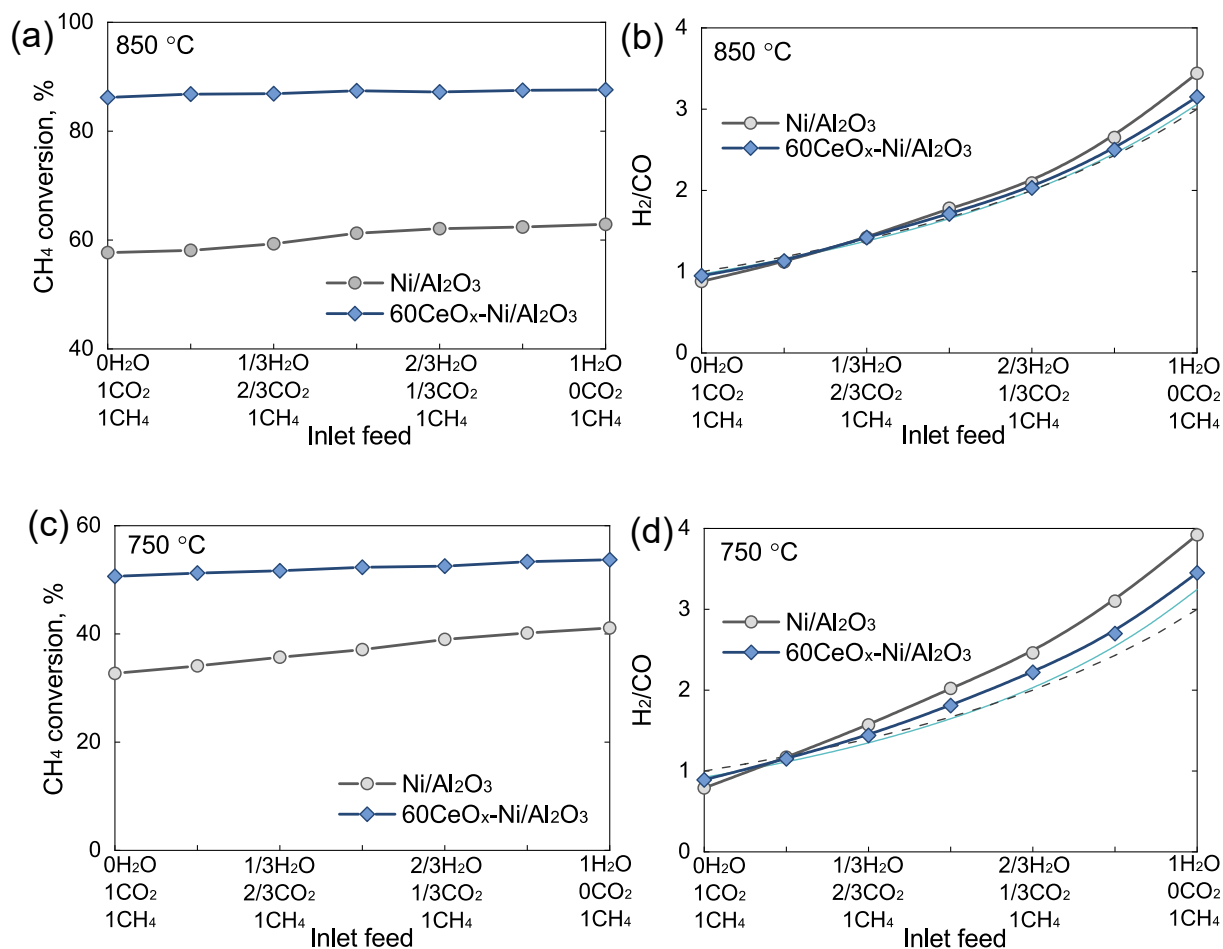 (a)
850 °C
CH₄ conversion, %
100
80
60
40
Ni/Al₂O₃
60CeOₓ-Ni/Al₂O₃
0H₂O 1/3H₂O 2/3H₂O 1H₂O
1CO₂ 2/3CO₂ 1/3CO₂ 0CO₂
1CH₄ 1CH₄ 1CH₄ 1CH₄
Inlet feed
(b)
850 °C
H₂/CO
4
3
2
1
0
Ni/Al₂O₃
60CeOₓ-Ni/Al₂O₃
0H₂O 1/3H₂O 2/3H₂O 1H₂O
1CO₂ 2/3CO₂ 1/3CO₂ 0CO₂
1CH₄ 1CH₄ 1CH₄ 1CH₄
Inlet feed
(c)
750 °C
CH₄ conversion, %
60
40
20
0
Ni/Al₂O₃
60CeOₓ-Ni/Al₂O₃
0H₂O 1/3H₂O 2/3H₂O 1H₂O
1CO₂ 2/3CO₂ 1/3CO₂ 0CO₂
1CH₄ 1CH₄ 1CH₄ 1CH₄
Inlet feed
(d)
750 °C
H₂/CO
4
3
2
1
0
Ni/Al₂O₃
60CeOₓ-Ni/Al₂O₃
0H₂O 1/3H₂O 2/3H₂O 1H₂O
1CO₂ 2/3CO₂ 1/3CO₂ 0CO₂
1CH₄ 1CH₄ 1CH₄ 1CH₄
Inlet feed